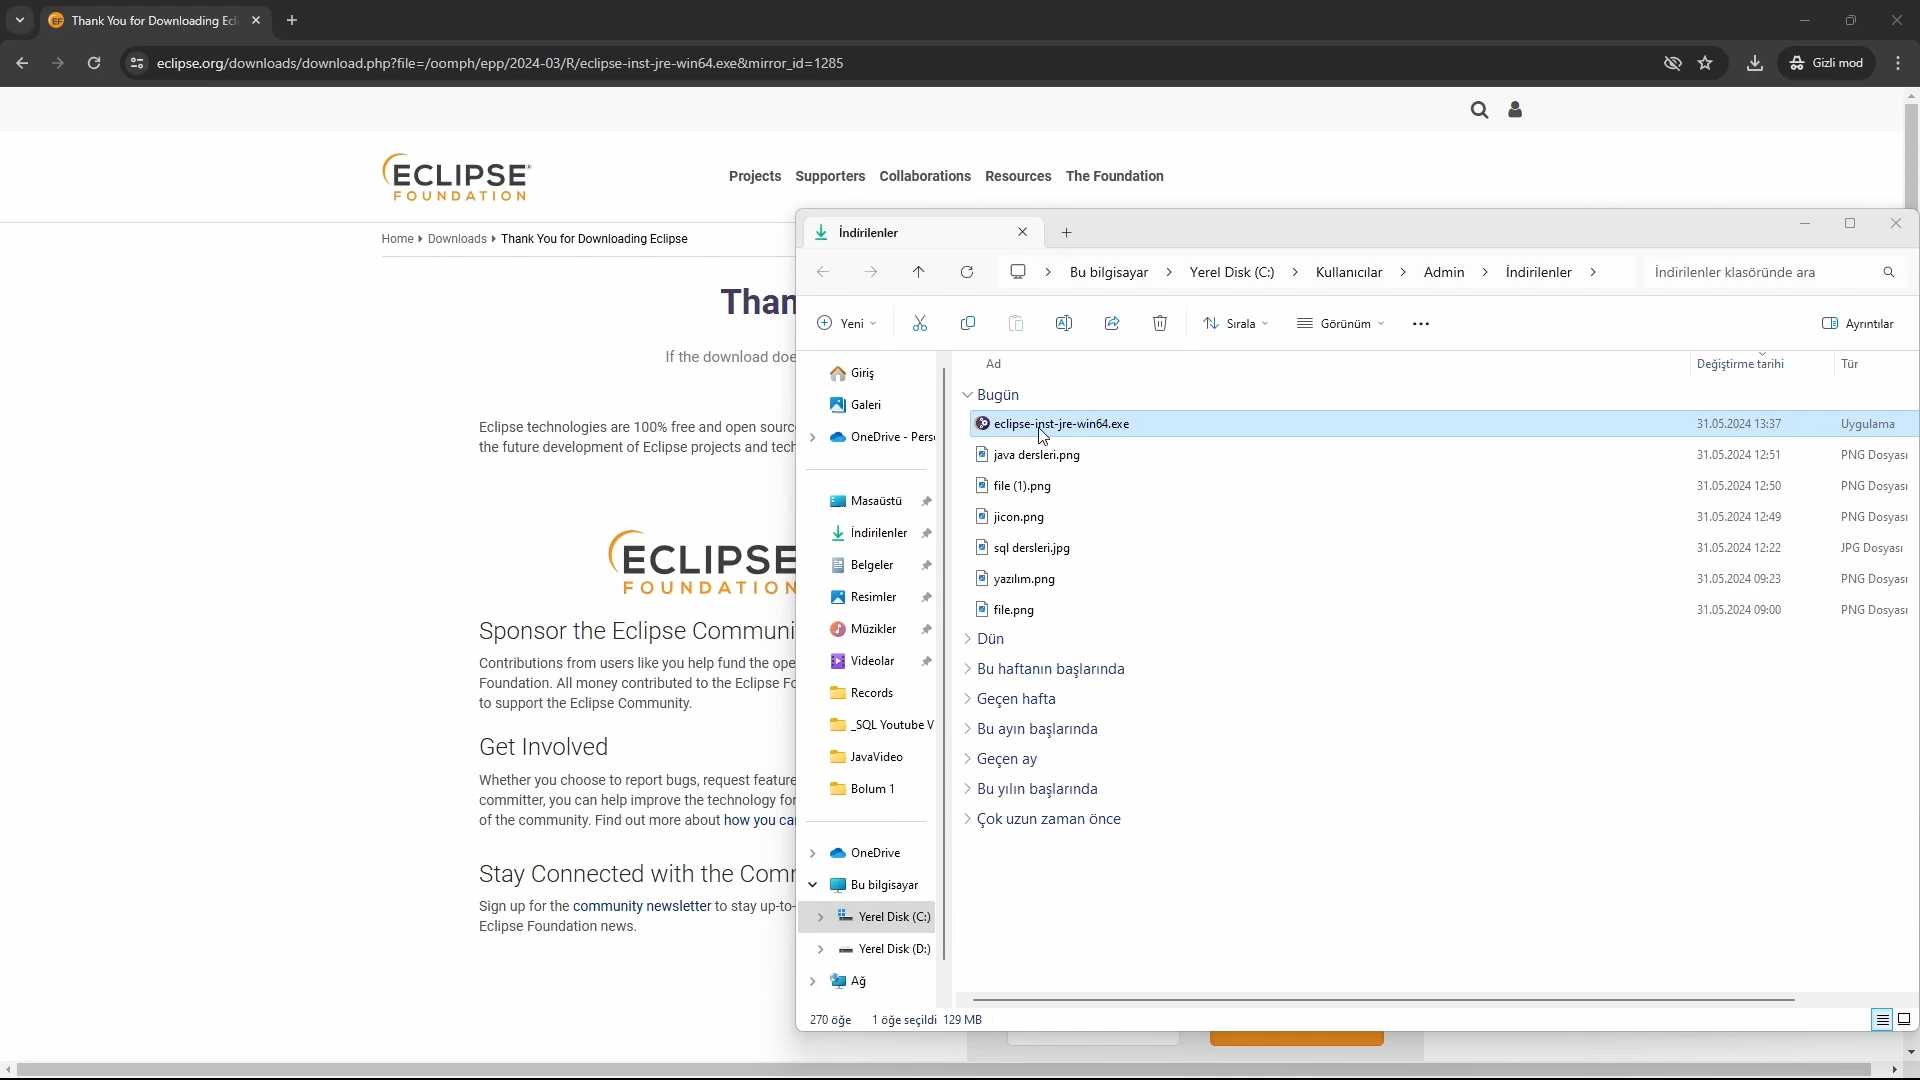 Thank You for Downloading Ecl
eclipse.org/downloads/download.php?file=/oomph/epp/2024-03/R/eclipse-inst-jre-win64.exe&mirror_id=1285
Gizli mod
ECLIPSE
FOUNDATION
Projects Supporters Collaborations Resources The Foundation
Home Downloads Thank You for Downloading Eclipse
Than
If the download doe
Eclipse technologies are 100% free and open sourc
the future development of Eclipse projects and tech
ECLIPSE
FOUNDATION
Sponsor the Eclipse Communi
Contributions from users like you help fund the ope
Foundation. All money contributed to the Eclipse Fo
to support the Eclipse Community.
Get Involved
Whether you choose to report bugs, request feature
committer, you can help improve the technology for
of the community. Find out more about how you ca
Stay Connected with the Com
Sign up for the community newsletter to stay up-to-
Eclipse Foundation news.
İndirilenler
Bu bilgisayar > Yerel Disk (C:) > Kullanıcılar > Admin > İndirilenler >
İndirilenler klasöründe ara
Yeni
Sırala
Görünüm
Ayrıntılar
Giriş
Galeri
OneDrive - Pers
Masaüstü
İndirilenler
Belgeler
Resimler
Müzikler
Videolar
Records
_SQL Youtube V
JavaVideo
Bolum 1
OneDrive
Bu bilgisayar
Yerel Disk (C:)
Yerel Disk (D:)
Ağ
Ad Değiştirme tarihi Tür
Bugün
eclipse-inst-jre-win64.exe 31.05.2024 13:37 Uygulama
java dersleri.png 31.05.2024 12:51 PNG Dosyası
file (1).png 31.05.2024 12:50 PNG Dosyası
jicon.png 31.05.2024 12:49 PNG Dosyası
sql dersleri.jpg 31.05.2024 12:22 JPG Dosyası
yazılım.png 31.05.2024 09:23 PNG Dosyası
file.png 31.05.2024 09:00 PNG Dosyası
Dün
Bu haftanın başlarında
Geçen hafta
Bu ayın başlarında
Geçen ay
Bu yılın başlarında
Çok uzun zaman önce
270 öğe 1 öğe seçildi 129 MB